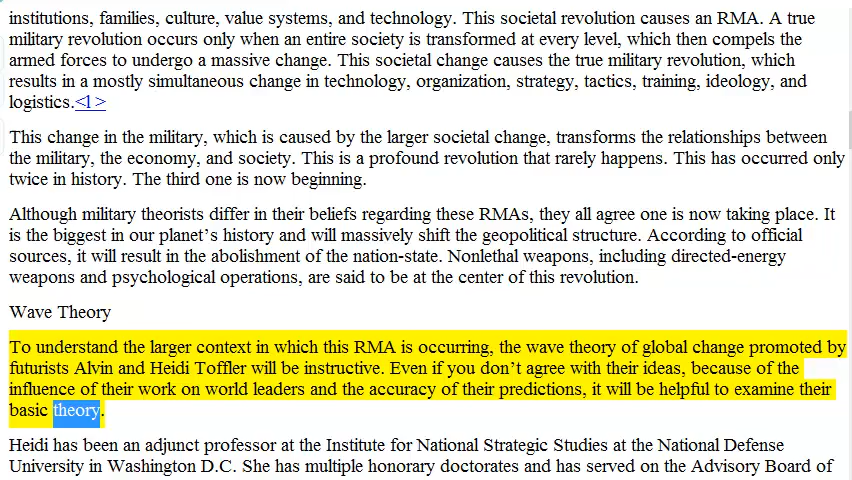 institutions, families, culture, value systems, and technology. This societal revolution causes an RMA. A true
military revolution occurs only when an entire society is transformed at every level, which then compels the
armed forces to undergo a massive change. This societal change causes the true military revolution, which
results in a mostly simultaneous change in technology, organization, strategy, tactics, training, ideology, and
logistics.<1>
This change in the military, which is caused by the larger societal change, transforms the relationships between
the military, the economy, and society. This is a profound revolution that rarely happens. This has occurred only
twice in history. The third one is now beginning.
Although military theorists differ in their beliefs regarding these RMAs, they all agree one is now taking place. It
is the biggest in our planet’s history and will massively shift the geopolitical structure. According to official
sources, it will result in the abolishment of the nation-state. Nonlethal weapons, including directed-energy
weapons and psychological operations, are said to be at the center of this revolution.
Wave Theory
To understand the larger context in which this RMA is occurring, the wave theory of global change promoted by
futurists Alvin and Heidi Toffler will be instructive. Even if you don’t agree with their ideas, because of the
influence of their work on world leaders and the accuracy of their predictions, it will be helpful to examine their
basic theory.
Heidi has been an adjunct professor at the Institute for National Strategic Studies at the National Defense
University in Washington D.C. She has multiple honorary doctorates and has served on the Advisory Board of